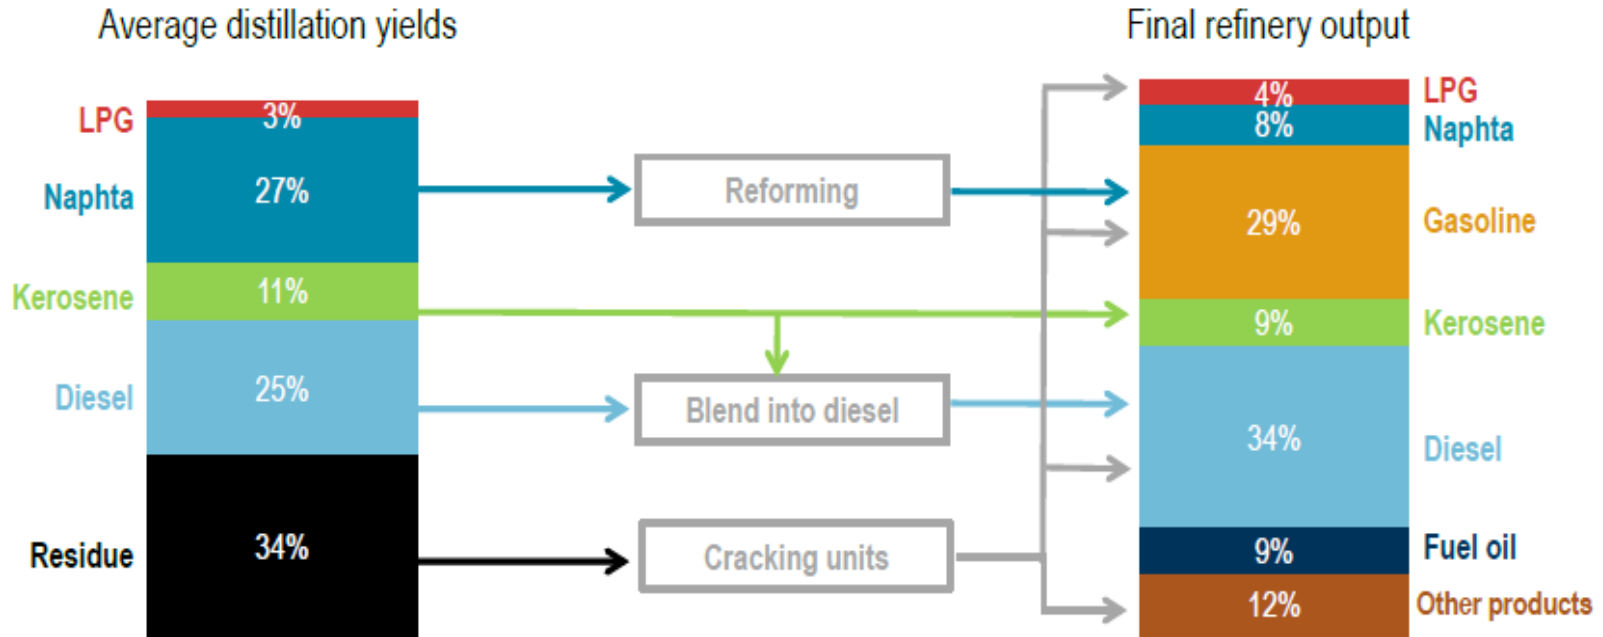 Average distillation yields
Final refinery output
LPG
3%
Naphta
27%
Kerosene
11%
Diesel
25%
Residue
34%
Reforming
Blend into diesel
Cracking units
4%
LPG
8%
Naphta
29%
Gasoline
9%
Kerosene
34%
Diesel
9%
Fuel oil
12%
Other products